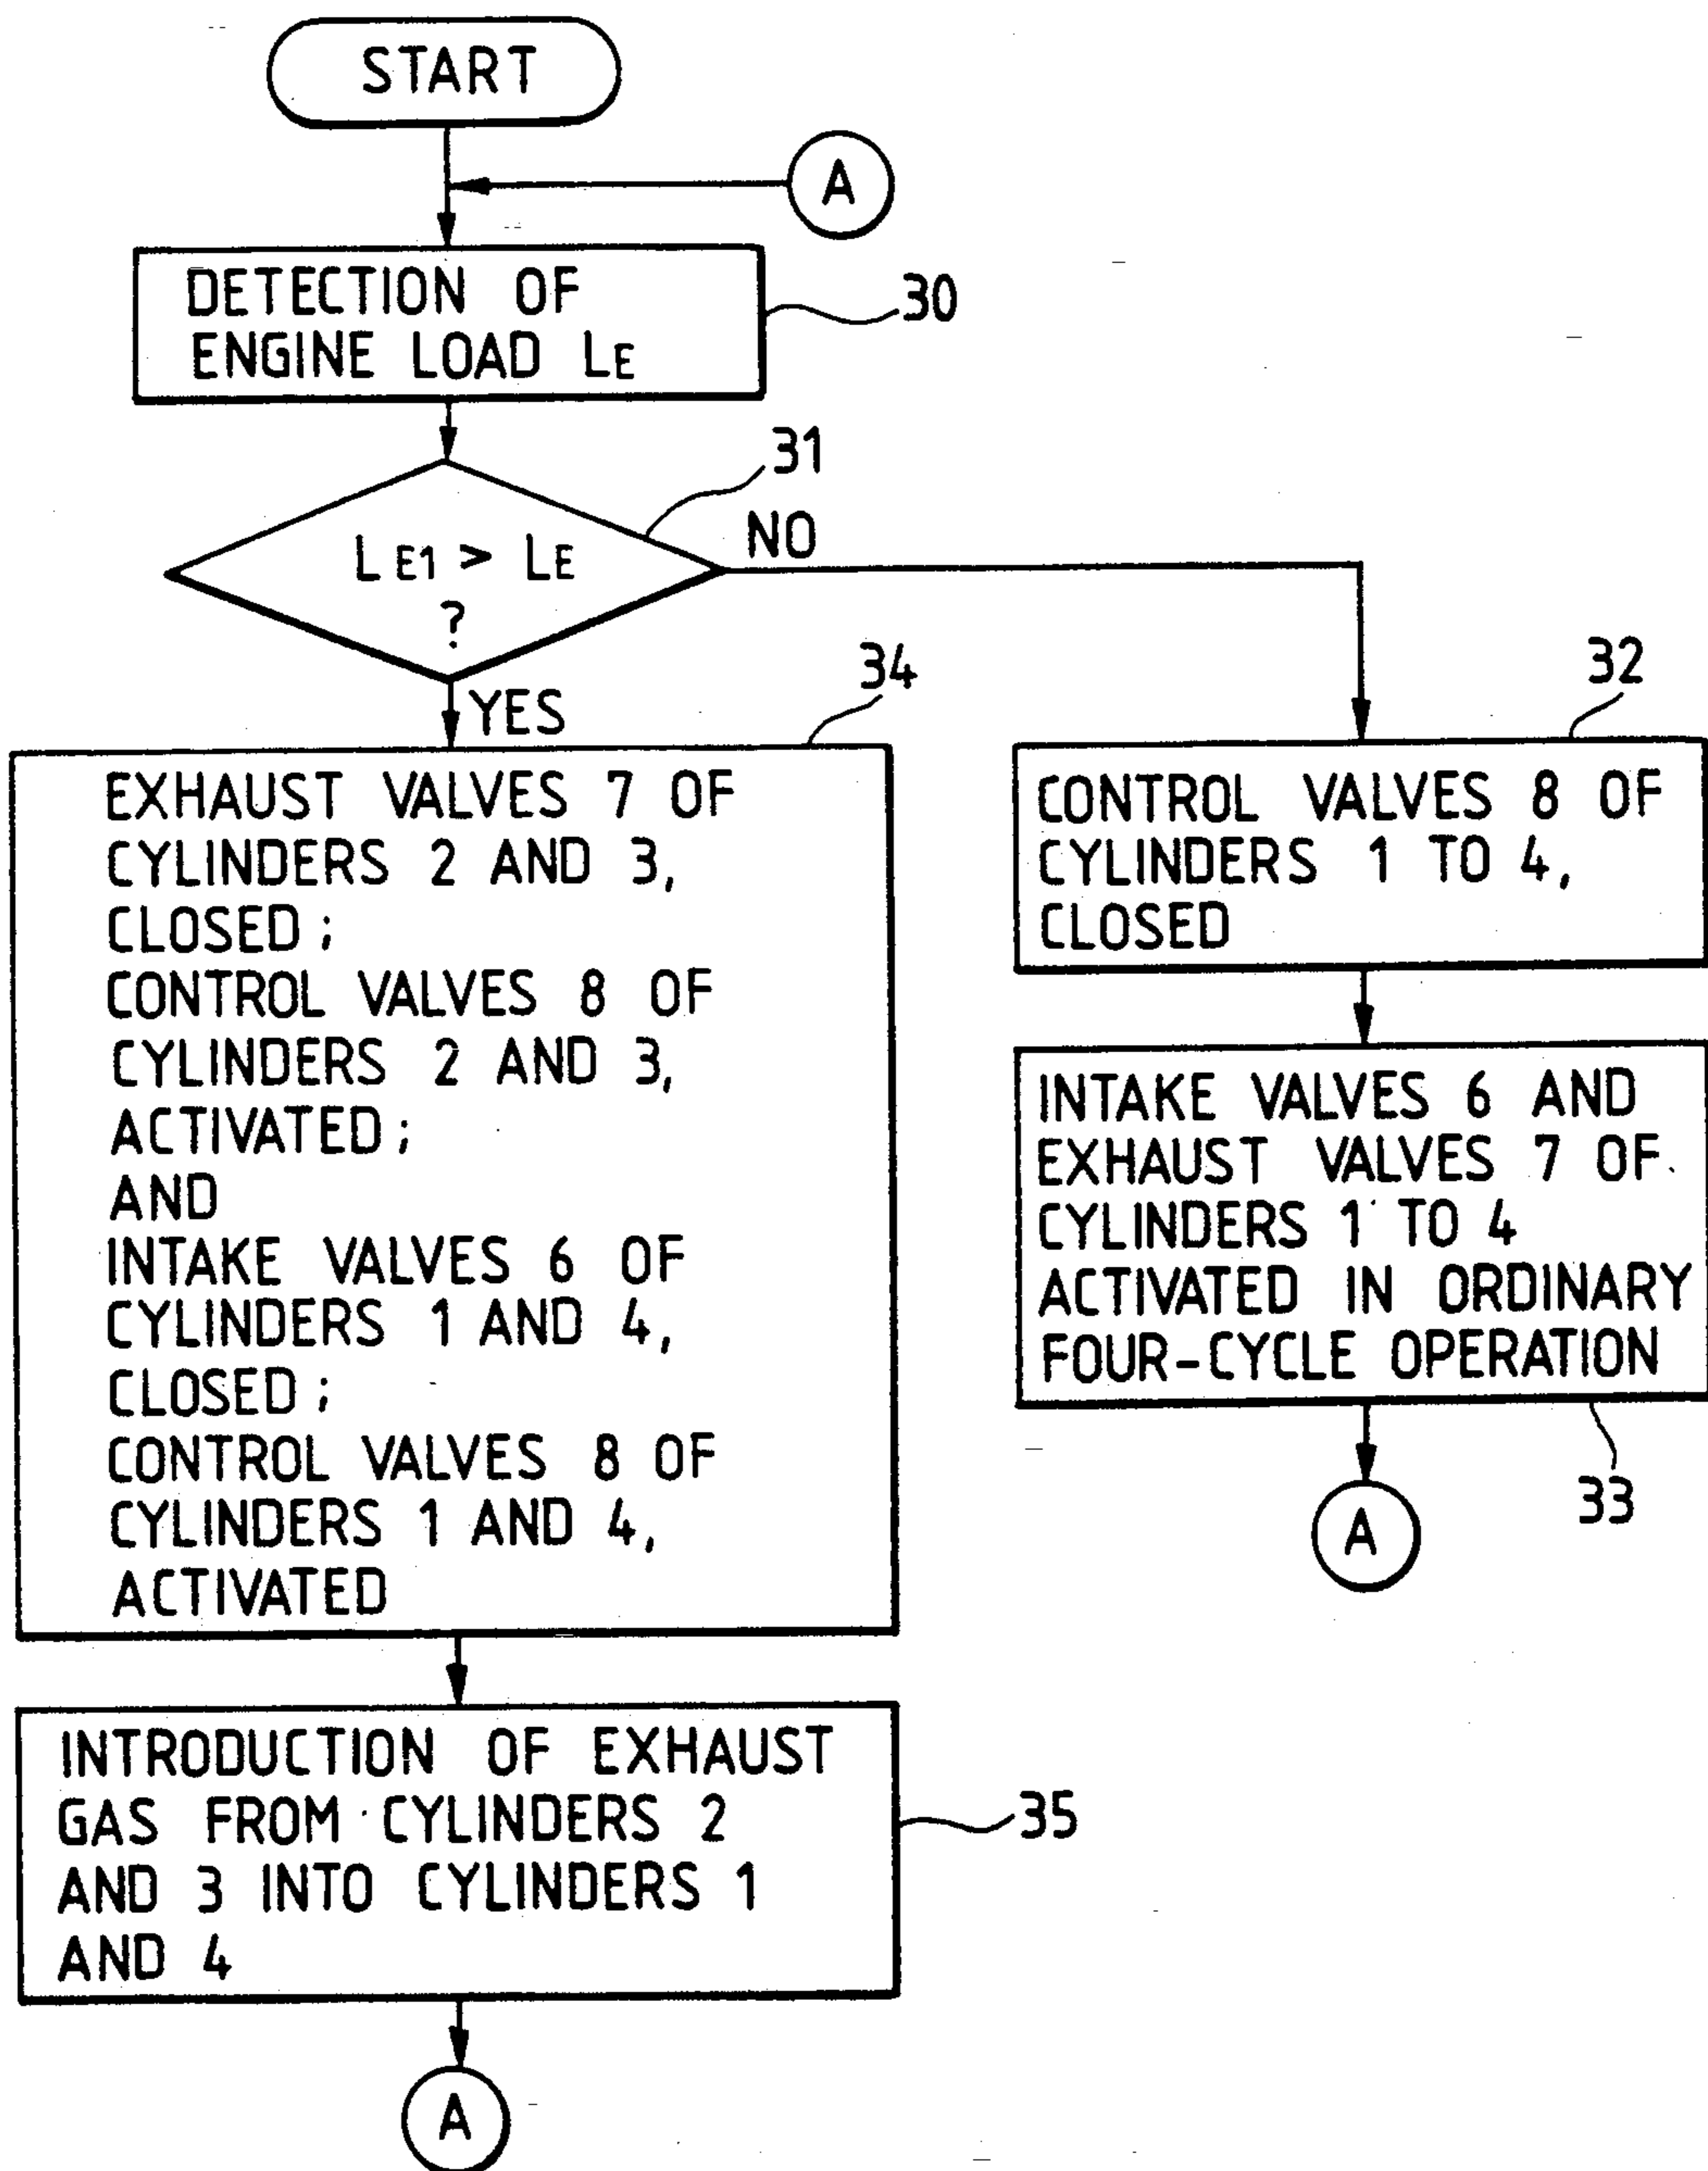 START
A
DETECTION OF
ENGINE LOAD LE
30
31
LE1 > LE
?
NO
YES
34
EXHAUST VALVES 7 OF
CYLINDERS 2 AND 3,
CLOSED;
CONTROL VALVES 8 OF
CYLINDERS 2 AND 3,
ACTIVATED;
AND
INTAKE VALVES 6 OF
CYLINDERS 1 AND 4,
CLOSED;
CONTROL VALVES 8 OF
CYLINDERS 1 AND 4,
ACTIVATED
32
CONTROL VALVES 8 OF
CYLINDERS 1 TO 4,
CLOSED
INTAKE VALVES 6 AND
EXHAUST VALVES 7 OF
CYLINDERS 1 TO 4
ACTIVATED IN ORDINARY
FOUR-CYCLE OPERATION
33
A
INTRODUCTION OF EXHAUST
GAS FROM CYLINDERS 2
AND 3 INTO CYLINDERS 1
AND 4
35
A